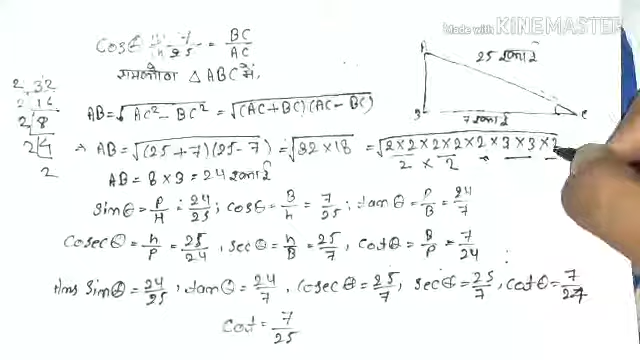 Made with KINEMASTER
Cosθ = 7/25 = BC/AC
समकोण △ABC में,
A
25 इकाई
B
7 इकाई
C
2 32
2 16
2 8
2 4
2
AB = √AC² − BC² = √(AC+BC)(AC−BC)
∴ AB = √(25+7)(25−7) = √32×18 = √2×2×2×2×2×3×3×2
2 × 2
AB = 8×3 = 24 इकाई
Sinθ = P/H = 24/25; Cosθ = B/h = 7/25; tanθ = P/B = 24/7
Cosecθ = h/P = 25/24, secθ = h/B = 25/7, Cotθ = B/P = 7/24
Ans Sinθ = 24/25, tanθ = 24/7, Cosecθ = 25/7, secθ = 25/7, Cotθ = 7/24
Cot = 7/25